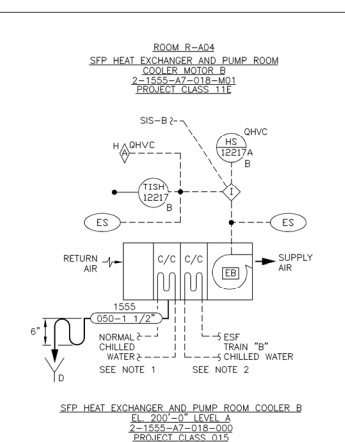 ROOM R-A04
SFP HEAT EXCHANGER AND PUMP ROOM
COOLER MOTOR B
2-1555-A7-018-M01
PROJECT CLASS 11E
SIS-B
QHVC
H A QHVC
HS
12217A
B
TISH
12217
B
I
ES
ES
RETURN
AIR
C/C
C/C
EB
SUPPLY
AIR
1555
050-1 1/2"
6"
NORMAL
CHILLED
WATER
ESF
TRAIN "B"
CHILLED WATER
D
SEE NOTE 1
SEE NOTE 2
SFP HEAT EXCHANGER AND PUMP ROOM COOLER B
EL. 200'-0" LEVEL A
2-1555-A7-018-000
PROJECT CLASS 015